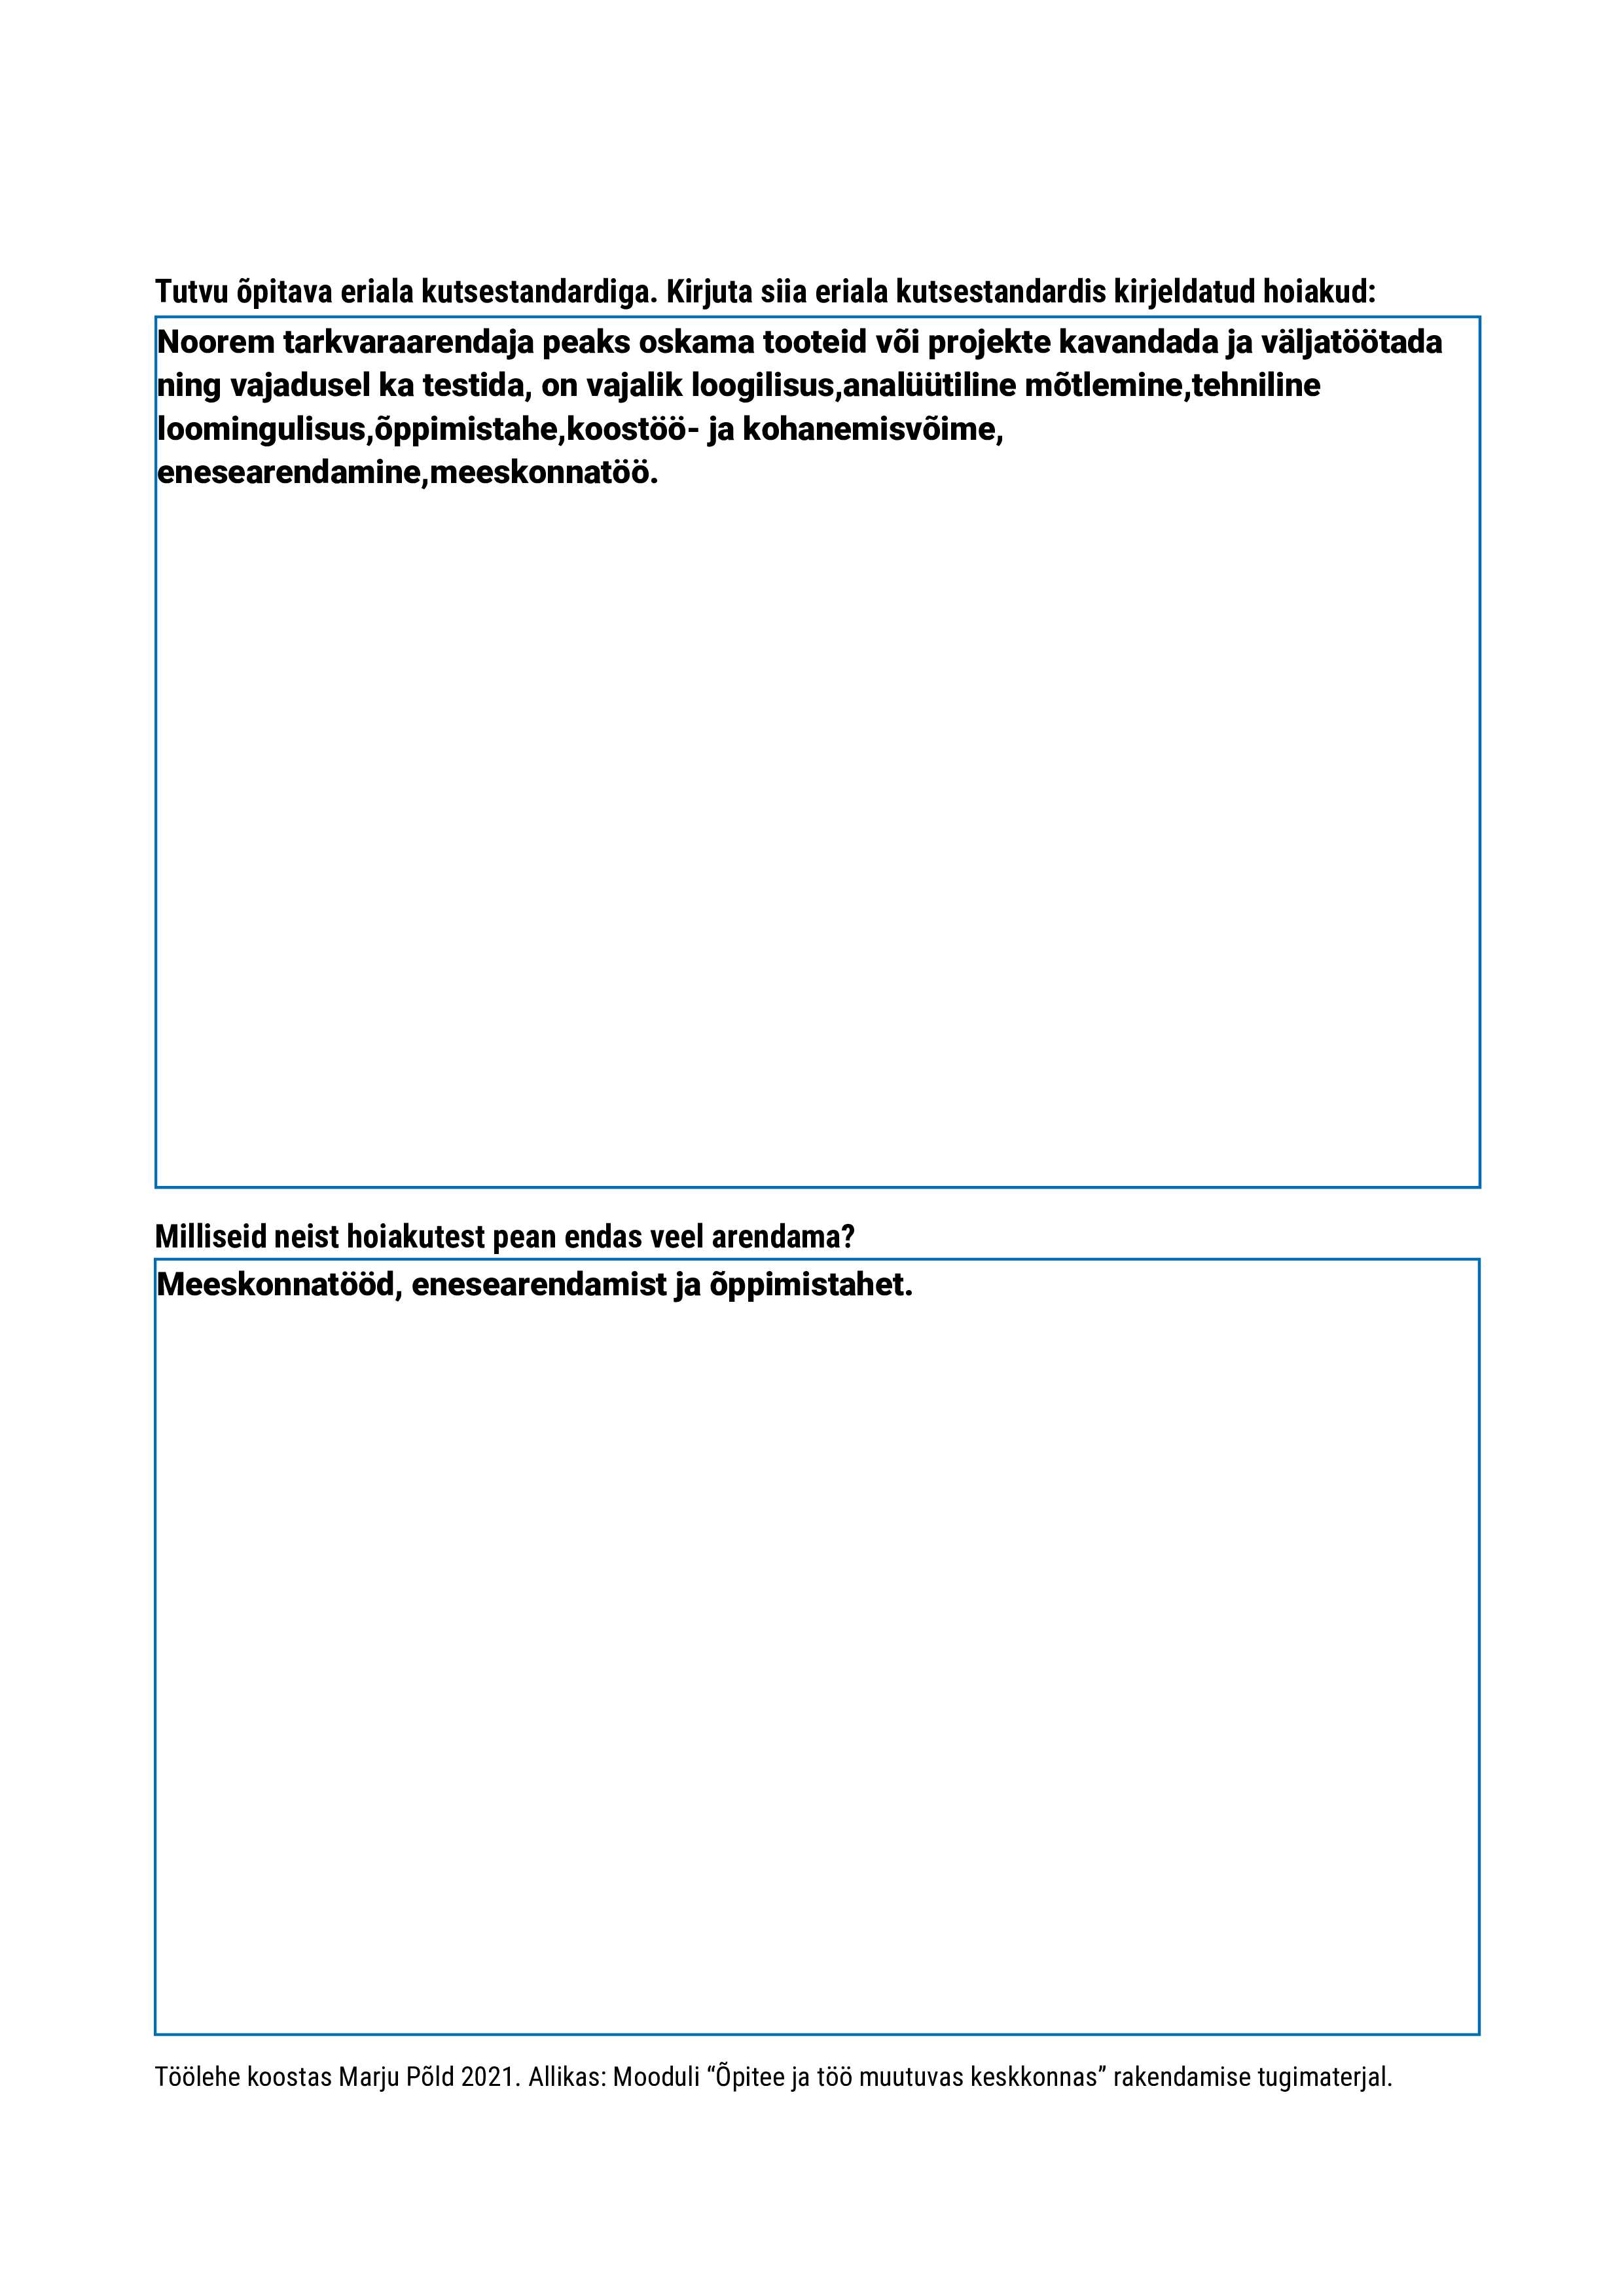 Tutvu õpitava eriala kutsestandardiga. Kirjuta siia eriala kutsestandardis kirjeldatud hoiakud:
Noorem tarkvaraarendaja peaks oskama tooteid või projekte kavandada ja väljatöötada
ning vajadusel ka testida, on vajalik loogilisus,analüütiline mõtlemine,tehniline
loomingulisus,õppimistahe,koostöö- ja kohanemisvõime,
enesearendamine,meeskonnatöö.
Milliseid neist hoiakutest pean endas veel arendama?
Meeskonnatööd, enesearendamist ja õppimistahet.
Töölehe koostas Marju Põld 2021. Allikas: Mooduli “Õpitee ja töö muutuvas keskkonnas” rakendamise tugimaterjal.